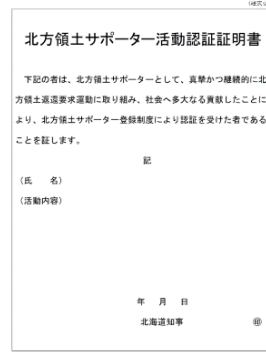 北方領土サポーター活動認証証明書
下記の者は、北方領土サポーターとして、真摯かつ継続的に北
方領土返還要求運動に取り組み、社会へ多大なる貢献したことに
より、北方領土サポーター登録制度により認証を受けた者である
ことを証します。
記
(氏 名)
(活動内容)
年 月 日
北海道知事 ㊞